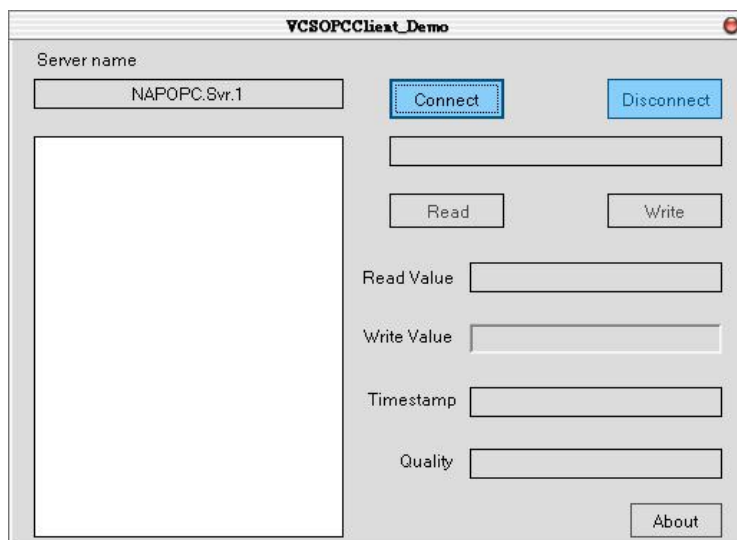 VCSOPCClient_Demo
Server name
NAPOPC.Svr.1
Connect
Disconnect
Read
Write
Read Value
Write Value
Timestamp
Quality
About